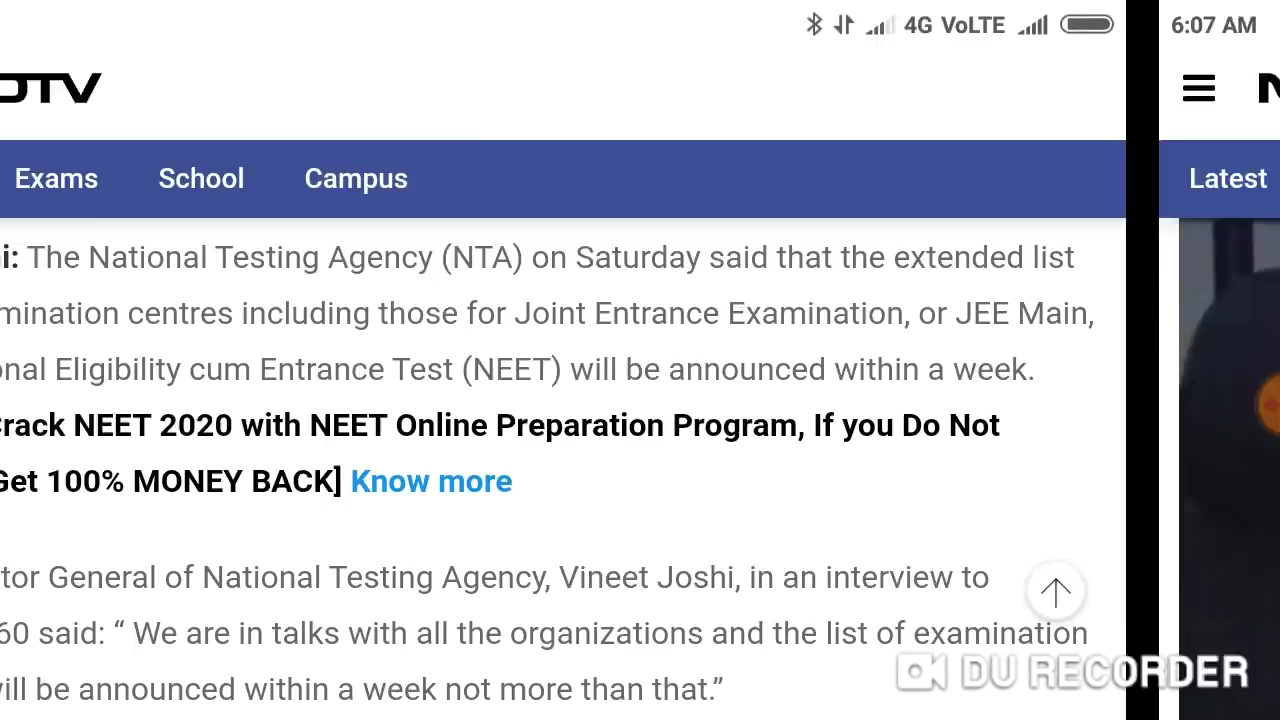 4G VoLTE
6:07 AM
DTV
N
Exams School Campus
Latest
i: The National Testing Agency (NTA) on Saturday said that the extended list
mination centres including those for Joint Entrance Examination, or JEE Main,
onal Eligibility cum Entrance Test (NEET) will be announced within a week.
rack NEET 2020 with NEET Online Preparation Program, If you Do Not
Get 100% MONEY BACK] Know more
tor General of National Testing Agency, Vineet Joshi, in an interview to
60 said: “ We are in talks with all the organizations and the list of examination
ill be announced within a week not more than that.”
DU RECORDER